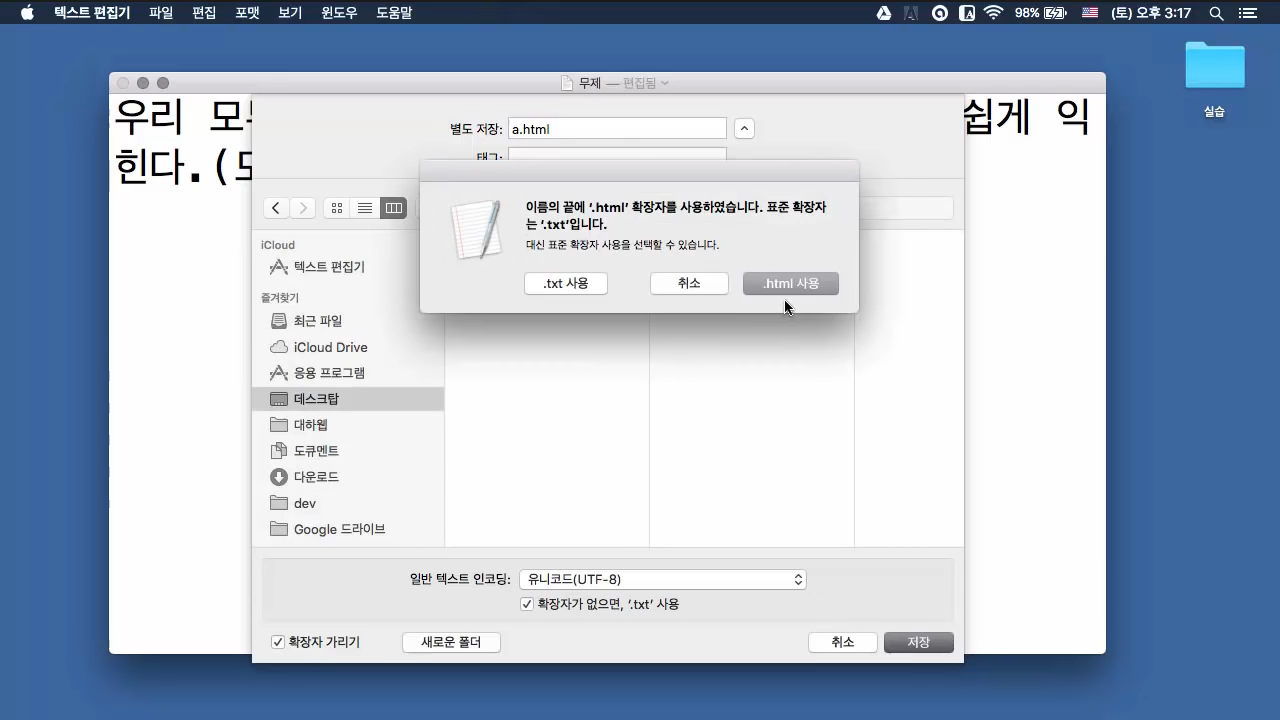 텍스트 편집기 파일 편집 포맷 보기 윈도우 도움말 98% (토) 오후 3:17
무제 — 편집됨
실습
우리 모 쉽게 익
힌다.(
별도 저장: a.html
태그:
이름의 끝에 ‘.html’ 확장자를 사용하였습니다. 표준 확장자
는 ‘.txt’입니다.
대신 표준 확장자 사용을 선택할 수 있습니다.
.txt 사용 취소 .html 사용
iCloud
텍스트 편집기
즐겨찾기
최근 파일
iCloud Drive
응용 프로그램
데스크탑
대하웹
도큐멘트
다운로드
dev
Google 드라이브
일반 텍스트 인코딩: 유니코드(UTF-8)
확장자가 없으면, ‘.txt’ 사용
확장자 가리기 새로운 폴더 취소 저장